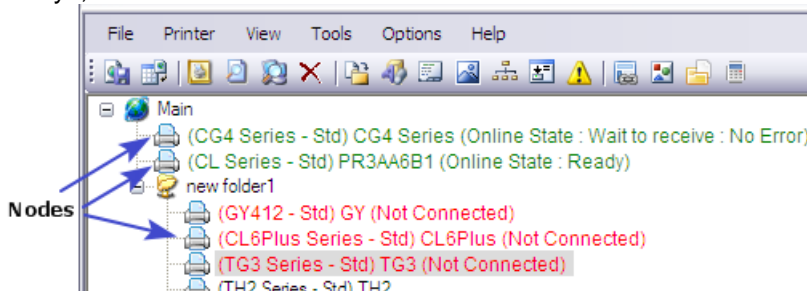 File Printer View Tools Options Help
Main
(CG4 Series - Std) CG4 Series (Online State : Wait to receive : No Error)
(CL Series - Std) PR3AA6B1 (Online State : Ready)
new folder1
Nodes
(GY412 - Std) GY (Not Connected)
(CL6Plus Series - Std) CL6Plus (Not Connected)
(TG3 Series - Std) TG3 (Not Connected)
(TH2 Series - Std) TH2